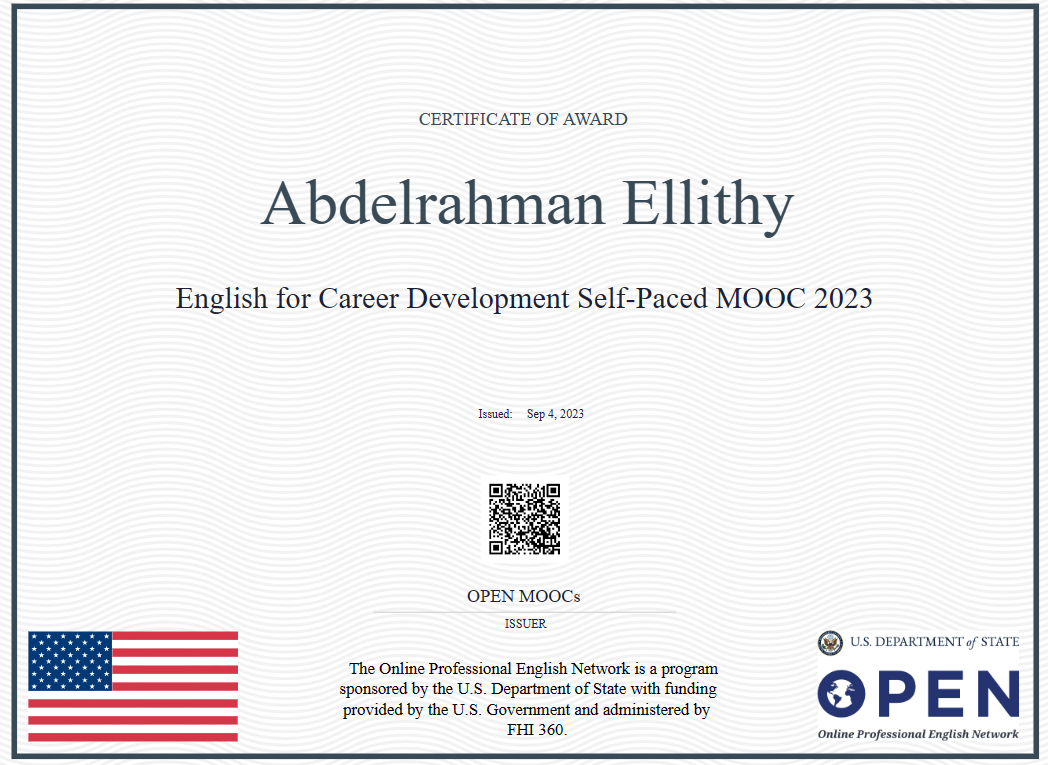 CERTIFICATE OF AWARD
Abdelrahman Ellithy
English for Career Development Self-Paced MOOC 2023
Issued: Sep 4, 2023
OPEN MOOCs
ISSUER
The Online Professional English Network is a program
sponsored by the U.S. Department of State with funding
provided by the U.S. Government and administered by
FHI 360.
U.S. DEPARTMENT of STATE
OPEN
Online Professional English Network